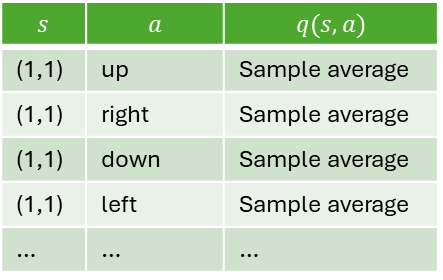 s a q(s, a)
(1,1) up Sample average
(1,1) right Sample average
(1,1) down Sample average
(1,1) left Sample average
... ... ...